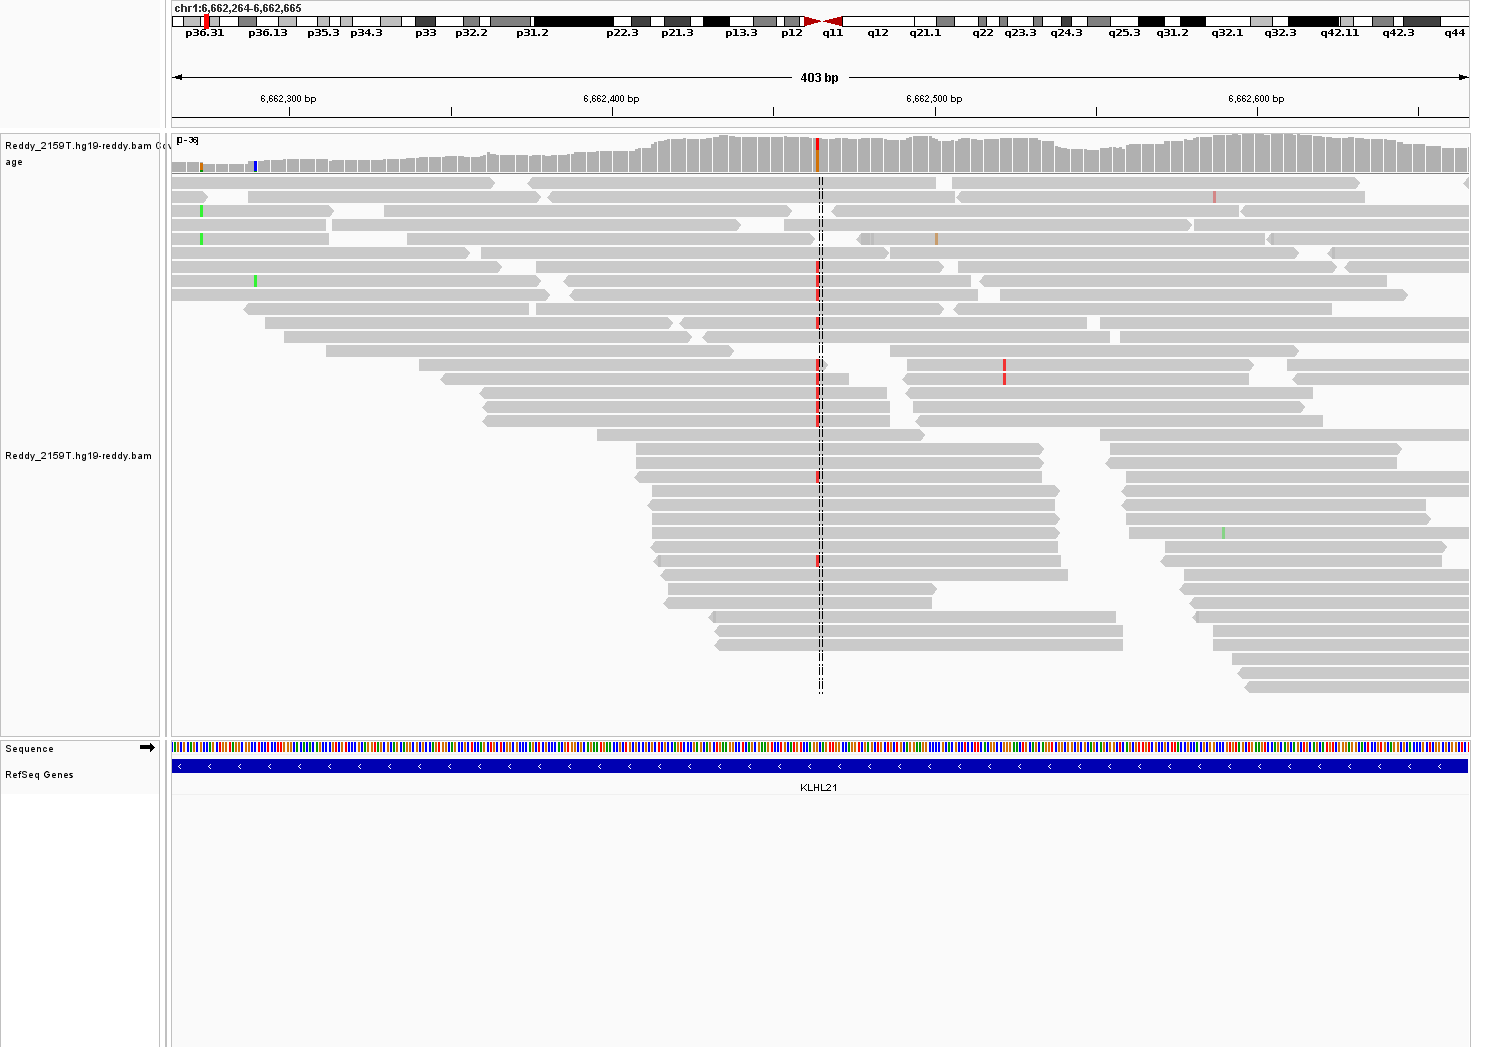 chr1:6,662,264-6,662,665
p36.31 p36.13 p35.3 p34.3 p33 p32.2 p31.2 p22.3 p21.3 p13.3 p12 q11 q12 q21.1 q22 q23.3 q24.3 q25.3 q31.2 q32.1 q32.3 q42.11 q42.3 q44
403 bp
6,662,300 bp 6,662,400 bp 6,662,500 bp 6,662,600 bp
Reddy_2159T.hg19-reddy.bam Cov
age
[0-36]
Reddy_2159T.hg19-reddy.bam
Sequence
RefSeq Genes
KLHL21